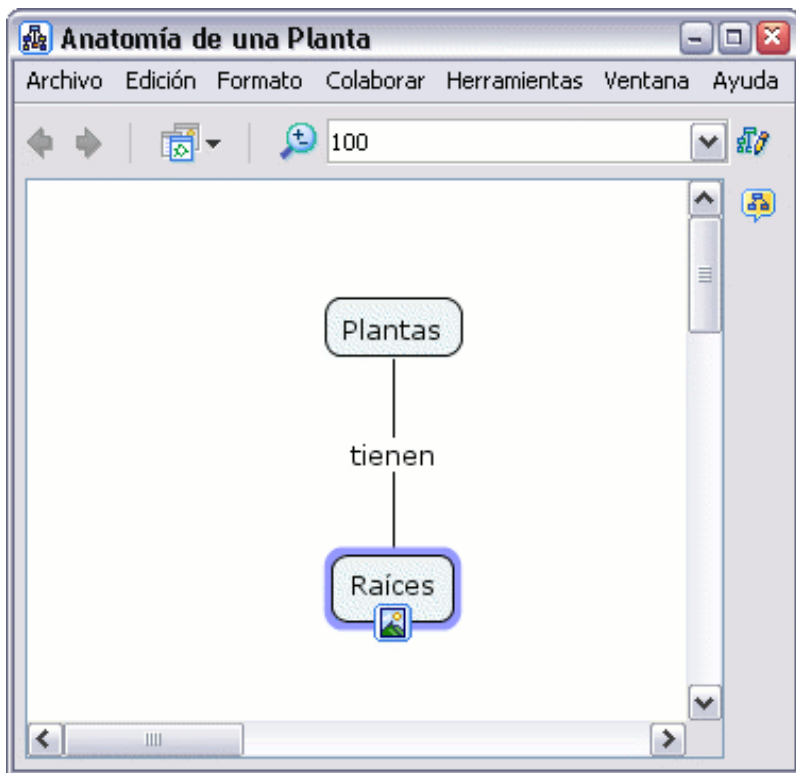 Anatomía de una Planta
Archivo Edición Formato Colaborar Herramientas Ventana Ayuda
100
Plantas
tienen
Raíces